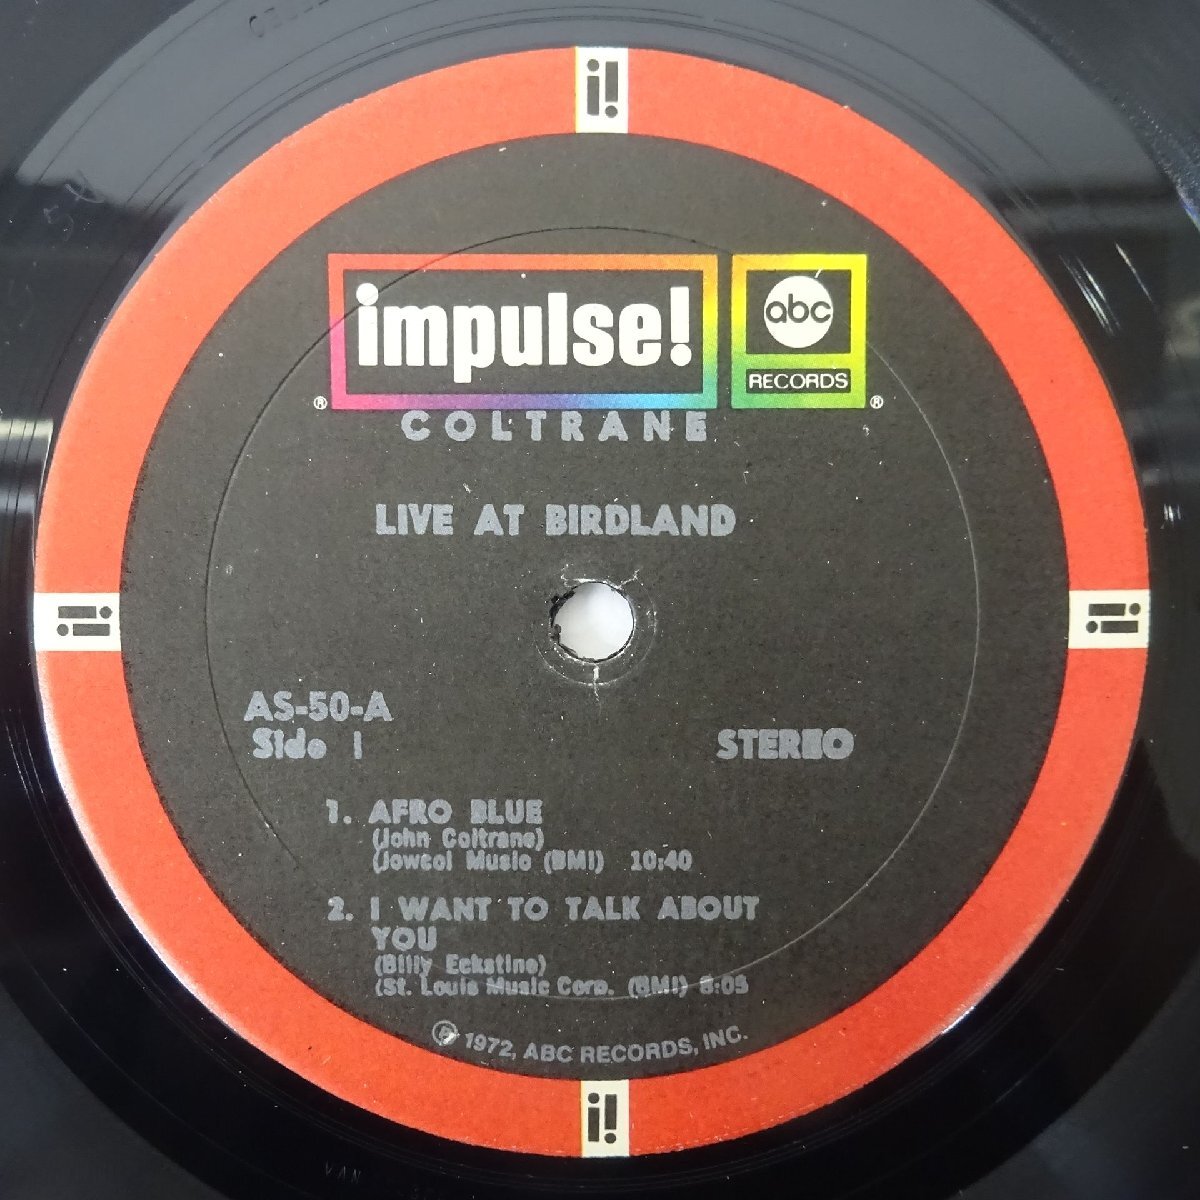 i!
impulse!
abc
RECORDS
® ®
COLTRANE
LIVE AT BIRDLAND
i! i!
AS-50-A
Side 1
STEREO
1. AFRO BLUE
(John Coltrane)
(Jowcol Music (BMI) 10:40
2. I WANT TO TALK ABOUT
YOU
(Billy Eckstine)
(St. Louis Music Corp. (BMI) 8:05
Ⓟ 1972, ABC RECORDS, INC.
i!
VAN